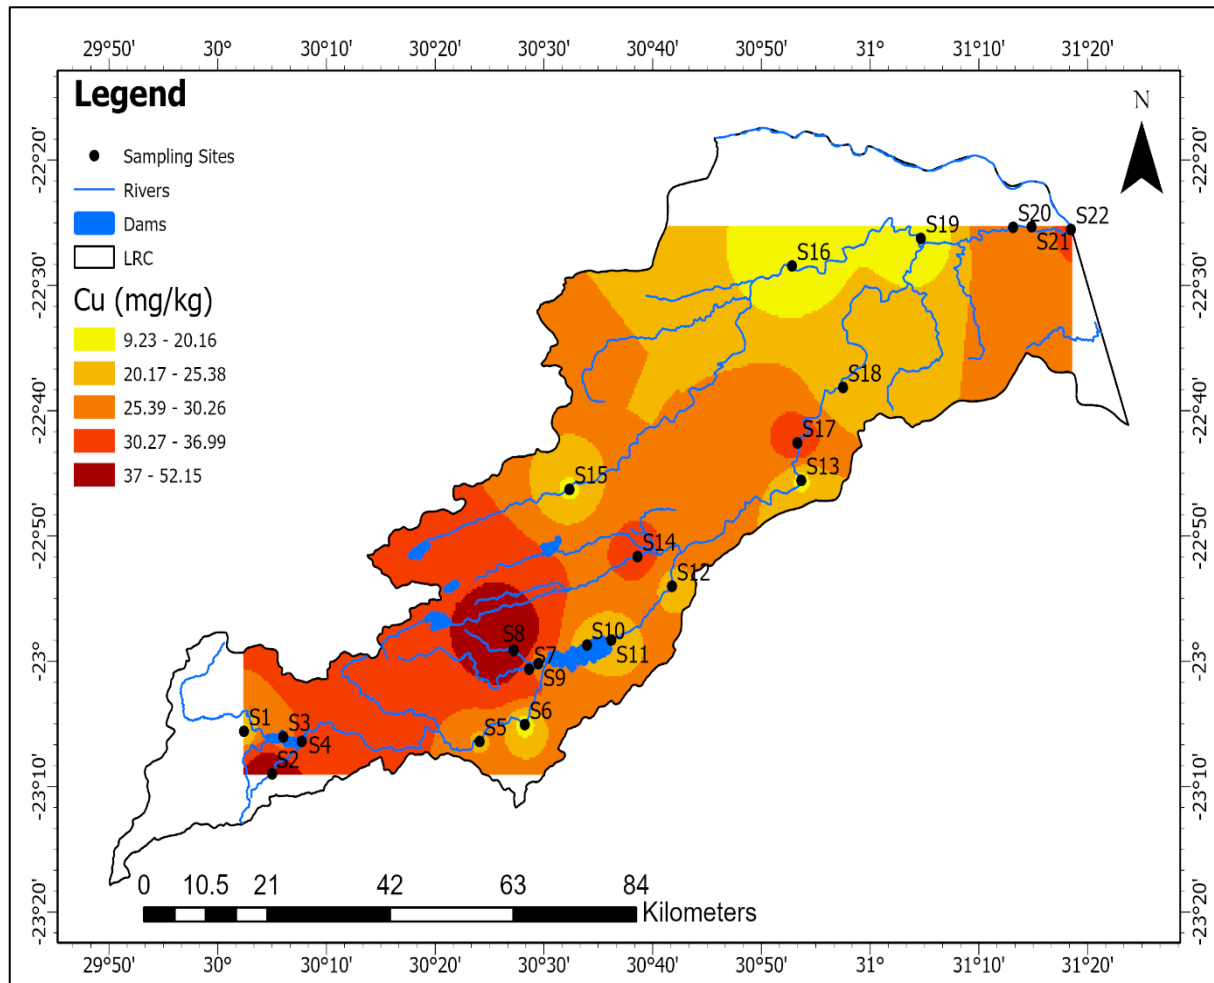 29°50' 30° 30°10' 30°20' 30°30' 30°40' 30°50' 31° 31°10' 31°20'
Legend
Sampling Sites
Rivers
Dams
LRC
Cu (mg/kg)
9.23 - 20.16
20.17 - 25.38
25.39 - 30.26
30.27 - 36.99
37 - 52.15
N
-22°20' -22°20'
-22°30' -22°30'
-22°40' -22°40'
-22°50' -22°50'
-23° -23°
-23°10' -23°10'
-23°20' -23°20'
S20
S22
S19
S21
S16
S18
S17
S13
S15
S14
S12
S8
S10
S7
S11
S9
S6
S1
S3
S5
S4
S2
0 10.5 21 42 63 84
Kilometers
29°50' 30° 30°10' 30°20' 30°30' 30°40' 30°50' 31° 31°10' 31°20'